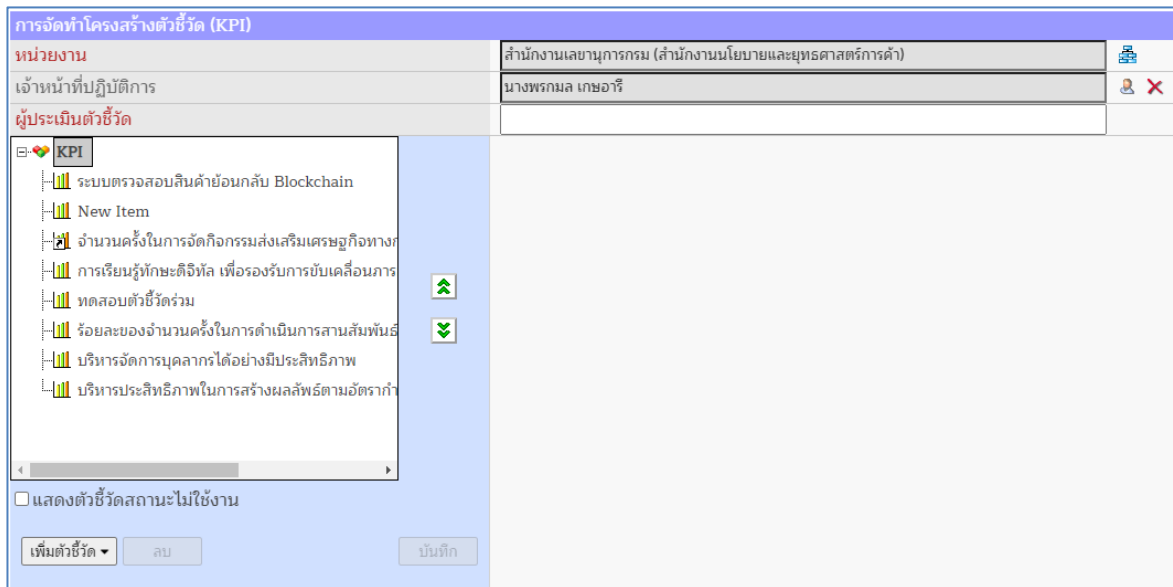 การจัดทำโครงสร้างตัวชี้วัด (KPI)
หน่วยงาน สำนักงานเลขานุการกรม (สำนักงานนโยบายและยุทธศาสตร์การค้า)
เจ้าหน้าที่ปฏิบัติการ นางพรกมล เกษอารี
ผู้ประเมินตัวชี้วัด
KPI
ระบบตรวจสอบสินค้าย้อนกลับ Blockchain
New Item
จำนวนครั้งในการจัดกิจกรรมส่งเสริมเศรษฐกิจทางก
การเรียนรู้ทักษะดิจิทัล เพื่อรองรับการขับเคลื่อนภาร
ทดสอบตัวชี้วัดร่วม
ร้อยละของจำนวนครั้งในการดำเนินการสานสัมพันธ์
บริหารจัดการบุคลากรได้อย่างมีประสิทธิภาพ
บริหารประสิทธิภาพในการสร้างผลลัพธ์ตามอัตรากำ
แสดงตัวชี้วัดสถานะไม่ใช้งาน
เพิ่มตัวชี้วัด ลบ บันทึก